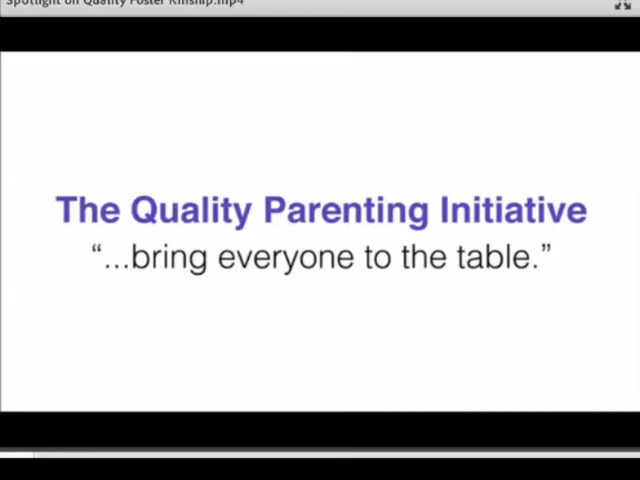 Spotlight on Quality Foster Kinship.mp4
The Quality Parenting Initiative
“...bring everyone to the table.”